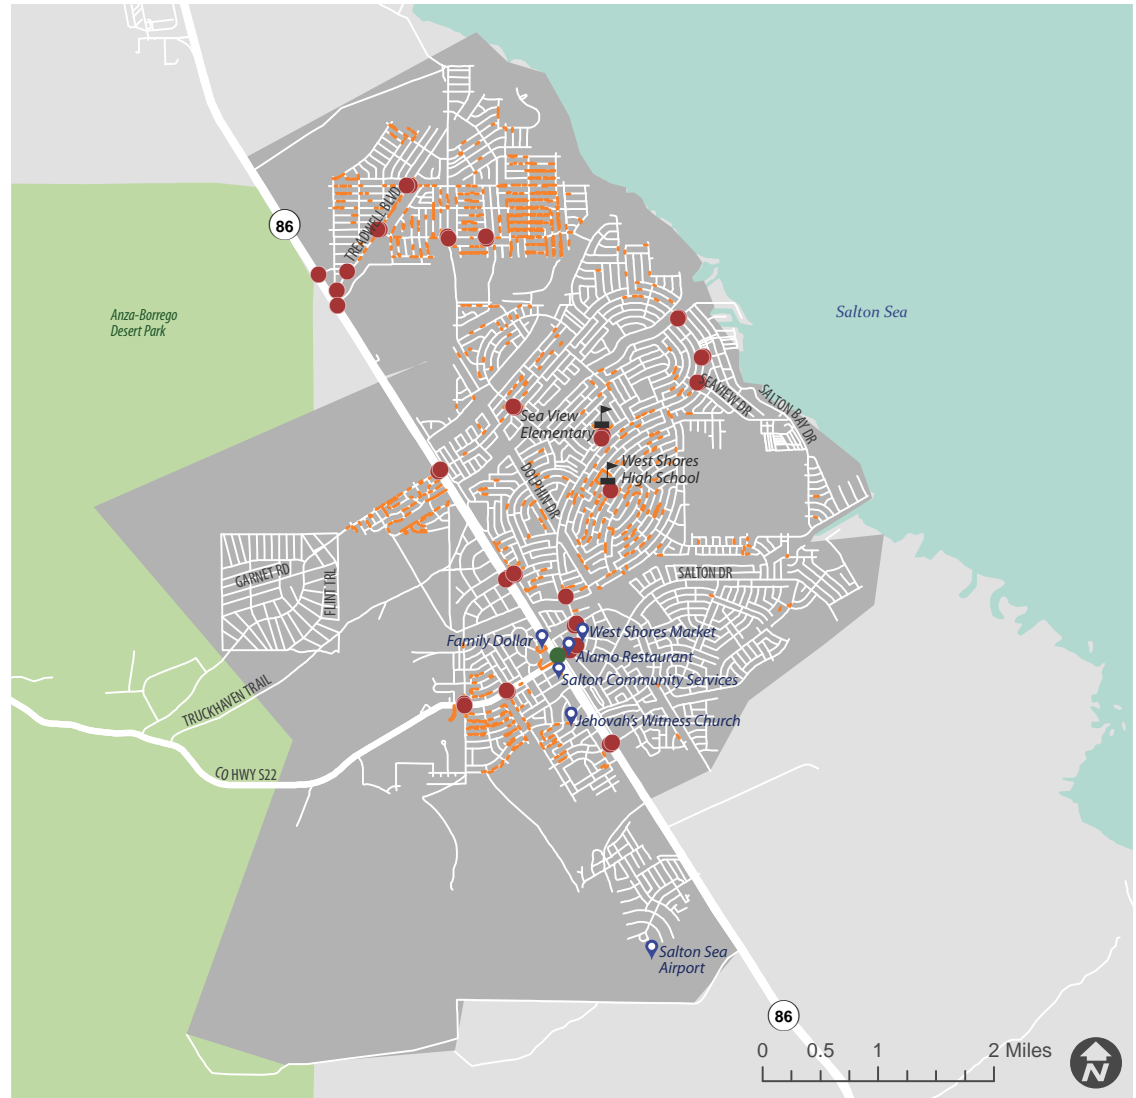 86
TREADWELL BLVD
Anza-Borrego
Desert Park
Salton Sea
SEAVIEW DR
SALTON BAY DR
Sea View
Elementary
West Shores
High School
DOLPHIN DR
GARNET RD
FLINT TRL
SALTON DR
Family Dollar
West Shores Market
Alamo Restaurant
Salton Community Services
TRUCKHAVEN TRAIL
Jehovah's Witness Church
CO HWY S22
Salton Sea
Airport
86
0 0.5 1 2 Miles
N